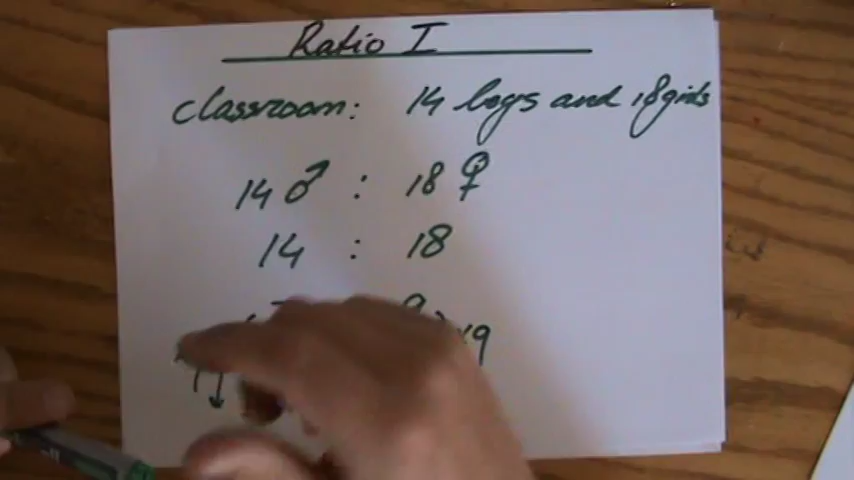 Ratio I
classroom: 14 boys and 18 girls
14 ♂ : 18 ♀
14 : 18